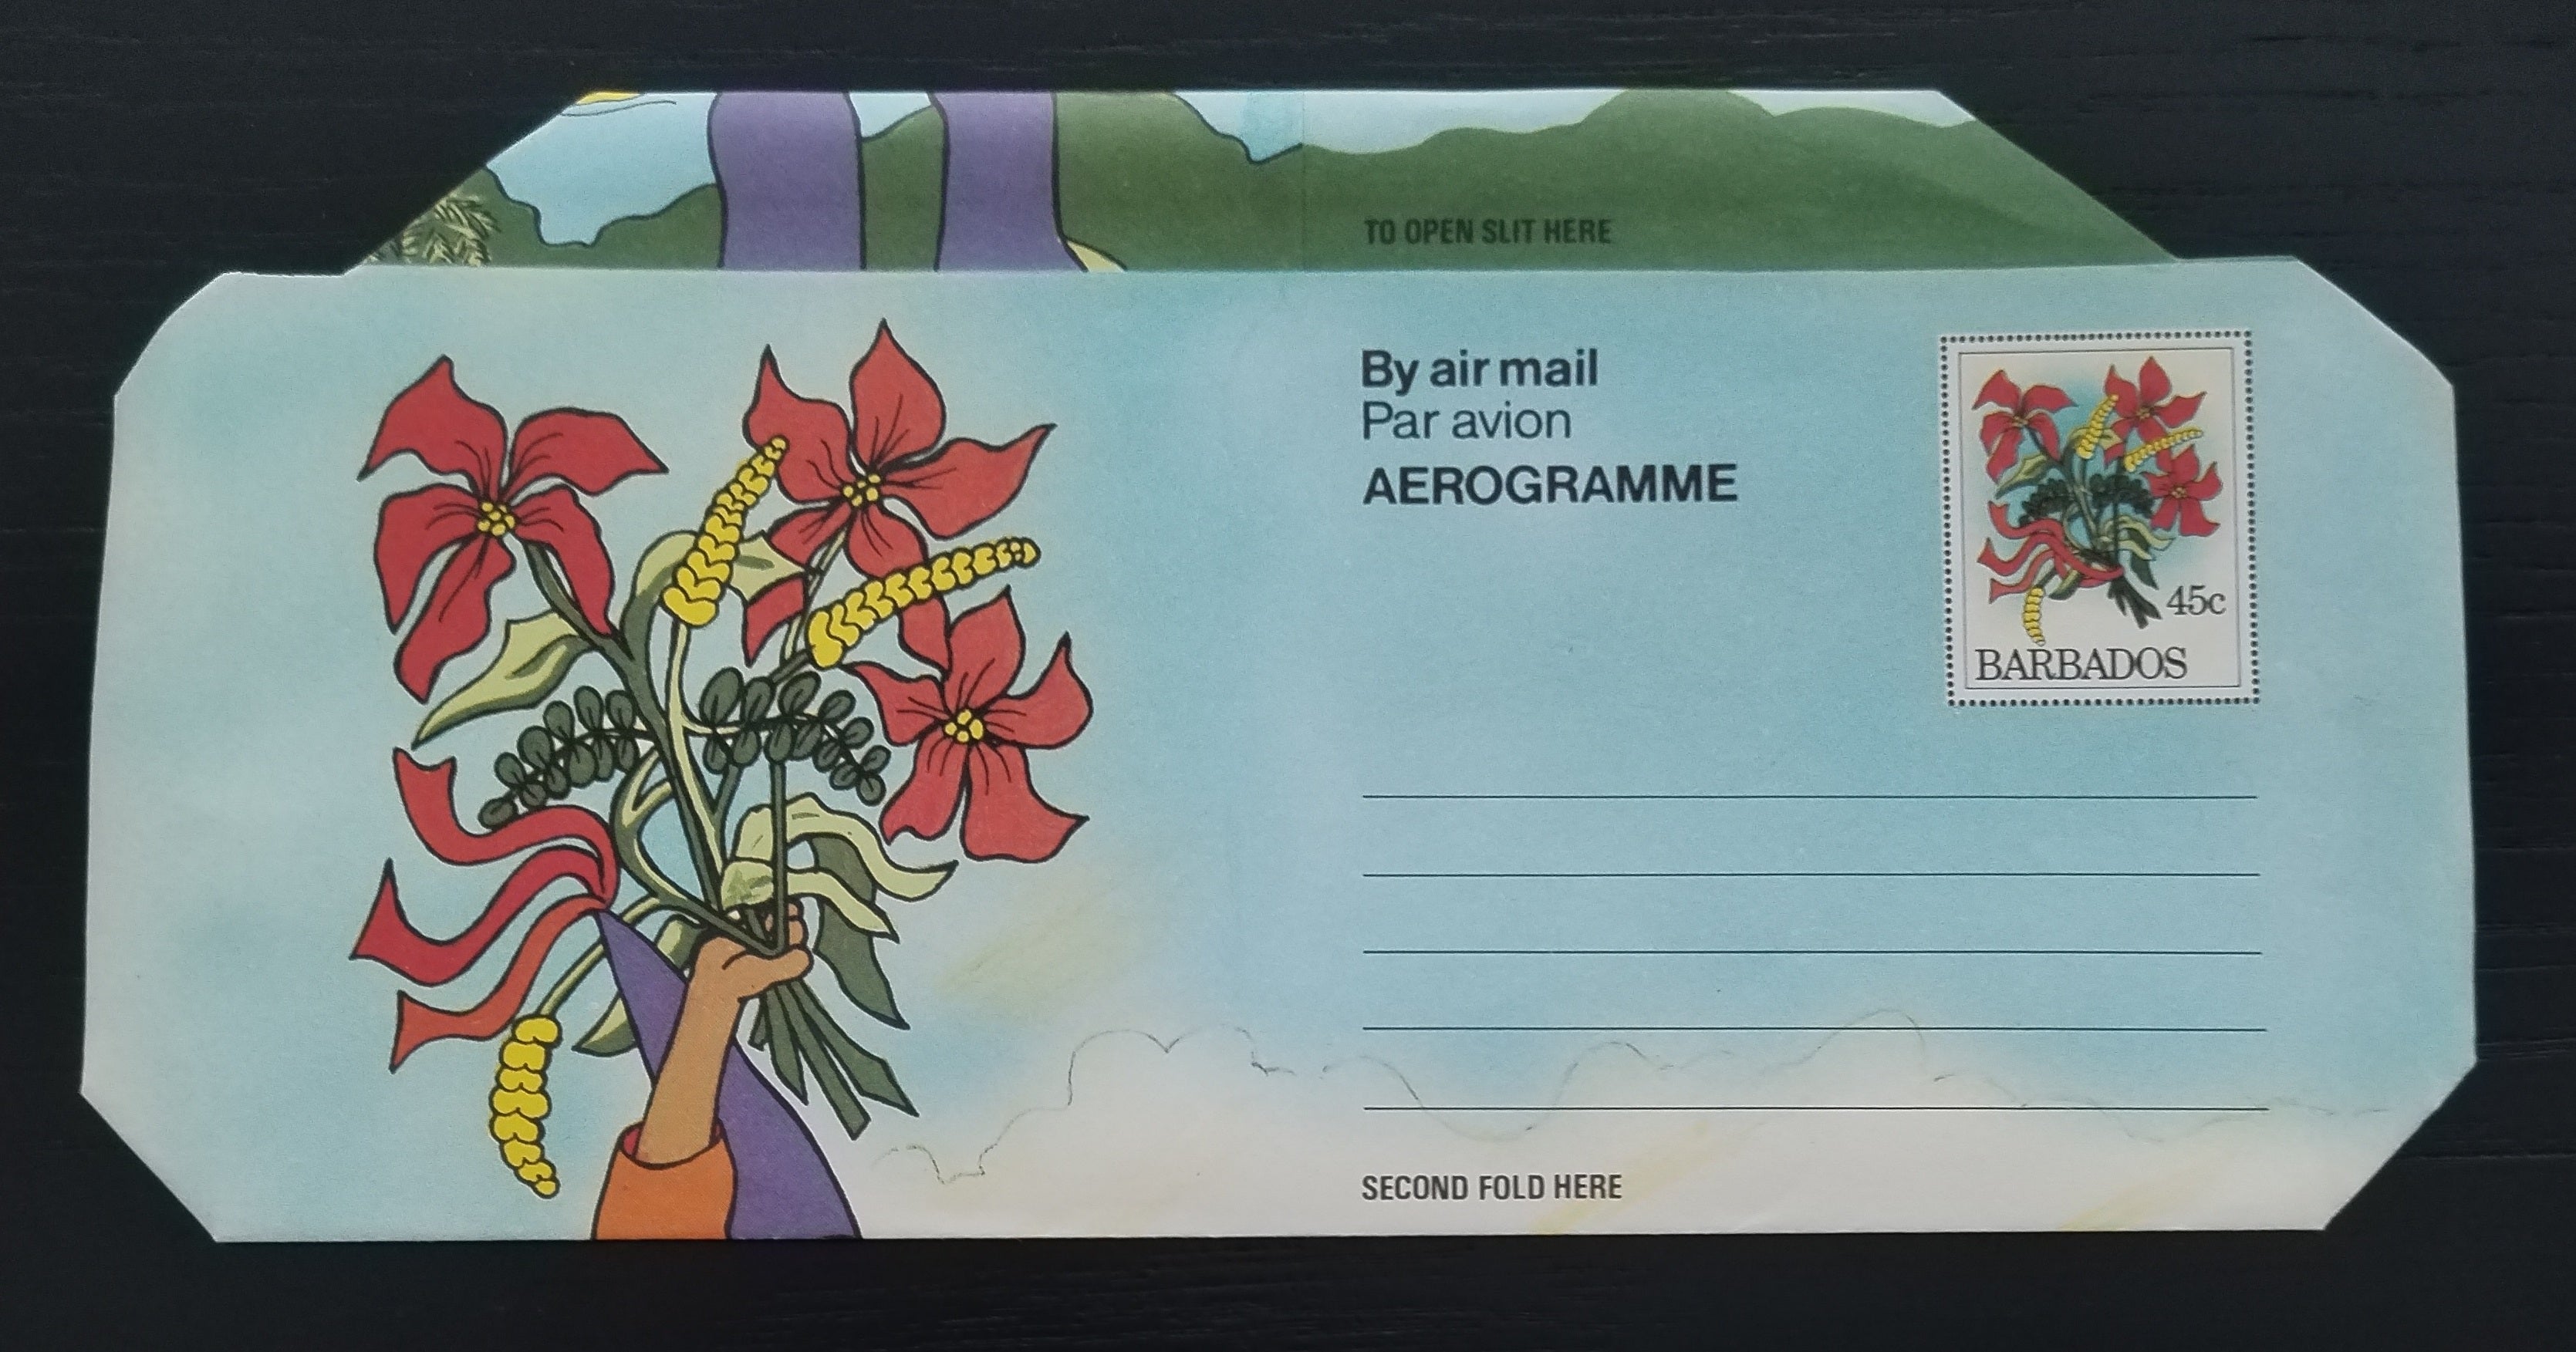 TO OPEN SLIT HERE
By air mail
Par avion
AEROGRAMME
45c
BARBADOS
SECOND FOLD HERE